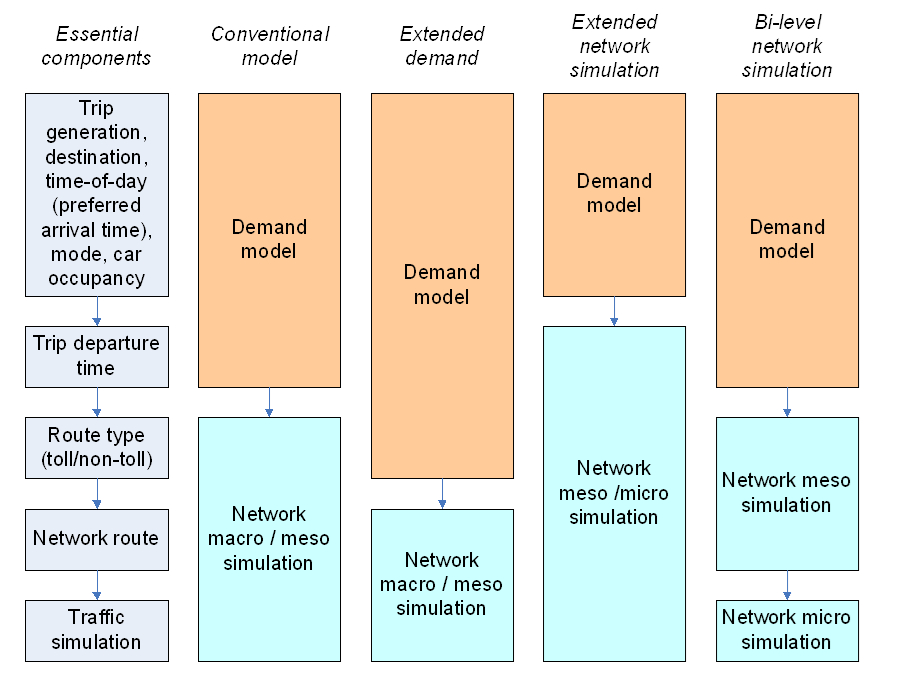 Essential
components
Conventional
model
Extended
demand
Extended
network
simulation
Bi-level
network
simulation
Trip
generation,
destination,
time-of-day
(preferred
arrival time),
mode, car
occupancy
Trip departure
time
Route type
(toll/non-toll)
Network route
Traffic
simulation
Demand
model
Network
macro / meso
simulation
Demand
model
Network
macro / meso
simulation
Demand
model
Network
meso /micro
simulation
Demand
model
Network meso
simulation
Network micro
simulation